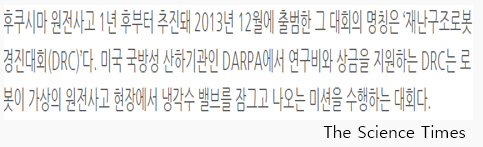 후쿠시마 원전사고 1년 후부터 추진돼 2013년 12월에 출범한 그 대회의 명칭은 ‘재난구조로봇
경진대회(DRC)’다. 미국 국방성 산하기관인 DARPA에서 연구비와 상금을 지원하는 DRC는 로
봇이 가상의 원전사고 현장에서 냉각수 밸브를 잠그고 나오는 미션을 수행하는 대회다.
The Science Times